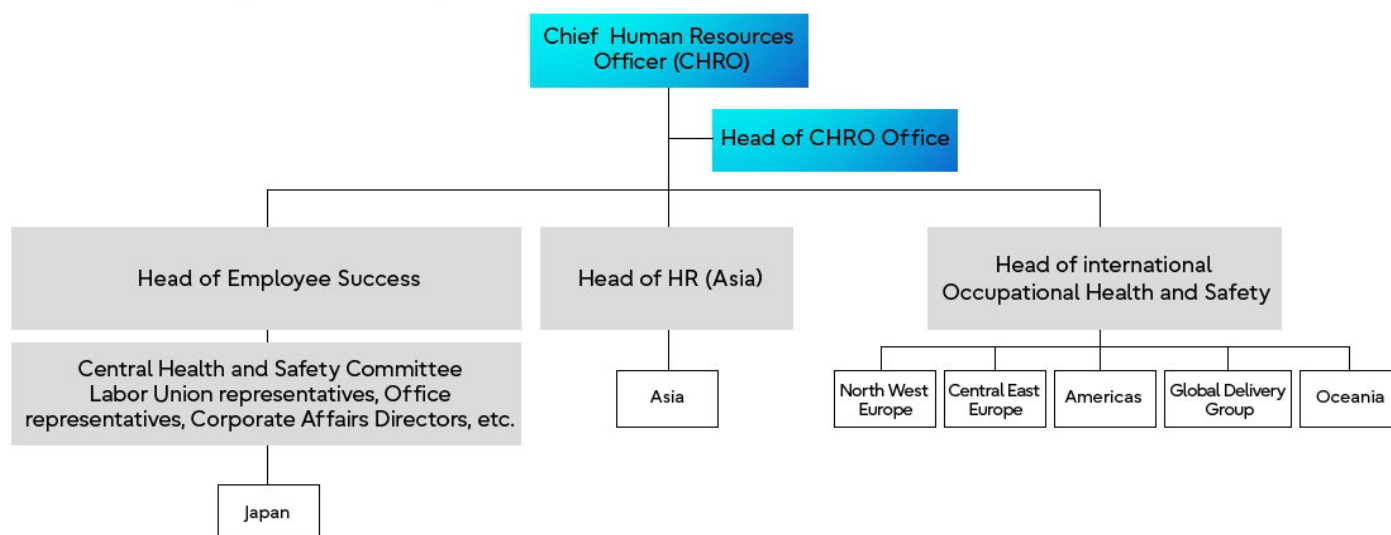 Chief Human Resources
Officer (CHRO)
Head of CHRO Office
Head of Employee Success
Head of HR (Asia)
Head of international
Occupational Health and Safety
Central Health and Safety Committee
Labor Union representatives, Office
representatives, Corporate Affairs Directors, etc.
Asia
North West
Europe
Central East
Europe
Americas
Global Delivery
Group
Oceania
Japan